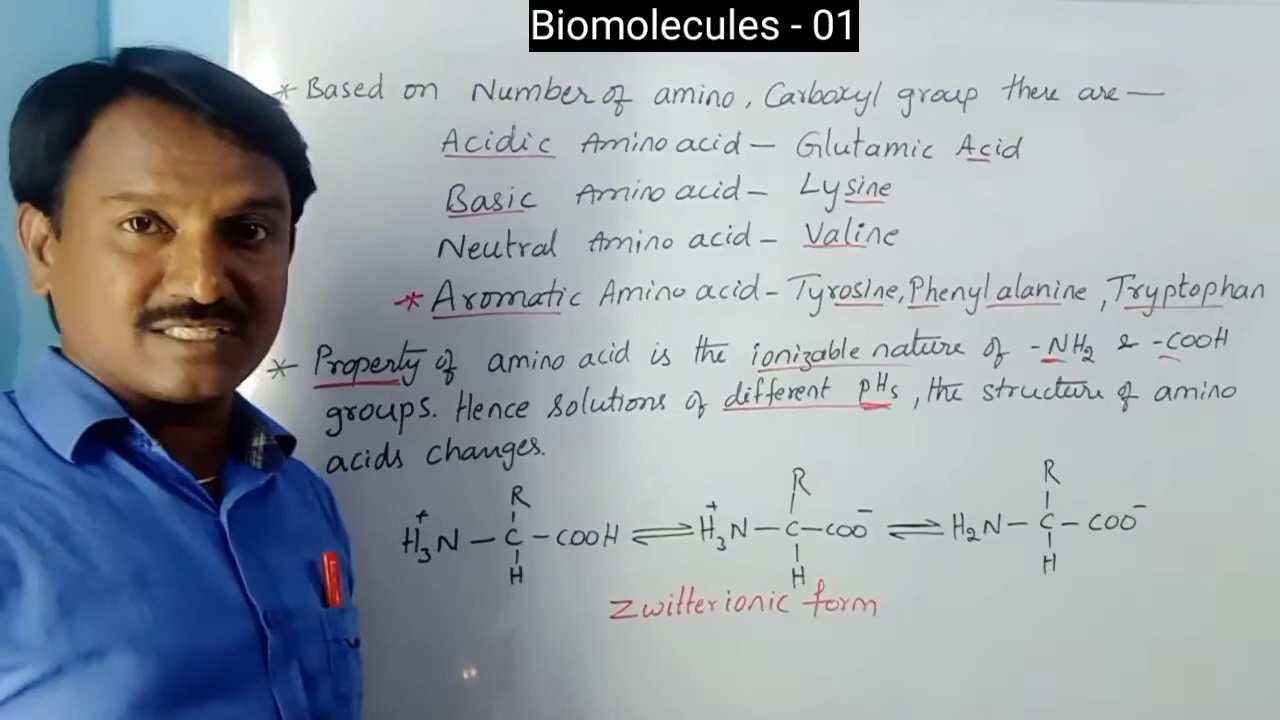 Biomolecules - 01
* Based on Number of amino, Carboxyl group there are —
Acidic Amino acid — Glutamic Acid
Basic Amino acid — Lysine
Neutral Amino acid — Valine
* Aromatic Amino acid - Tyrosine, Phenylalanine, Tryptophan
* Property of amino acid is the ionizable nature of -NH₂ & -COOH
groups. Hence solutions of different pHs, the structure of amino
acids changes.
R R R
H₃⁺N — C — COOH ⇌ H₃⁺N — C — COO⁻ ⇌ H₂N — C — COO⁻
H H H
Zwitterionic form